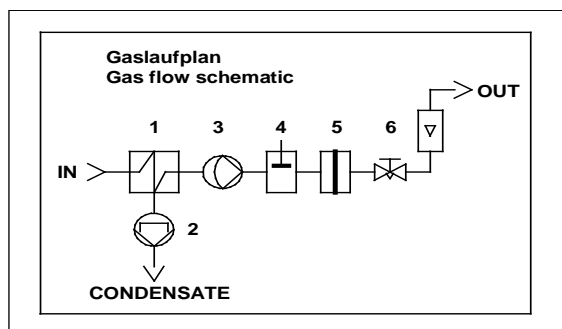 Gaslaufplan
Gas flow schematic
OUT
1 3 4 5 6
IN
2
CONDENSATE